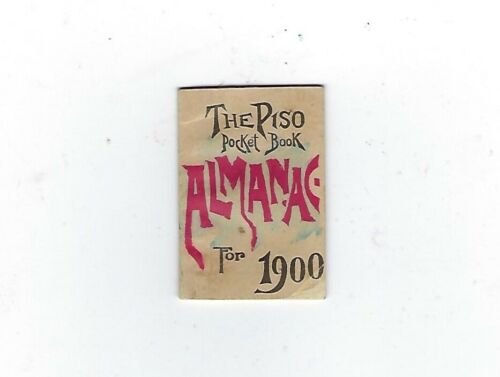 THE PISO
POCKET BOOK
ALMANAC
For 1900